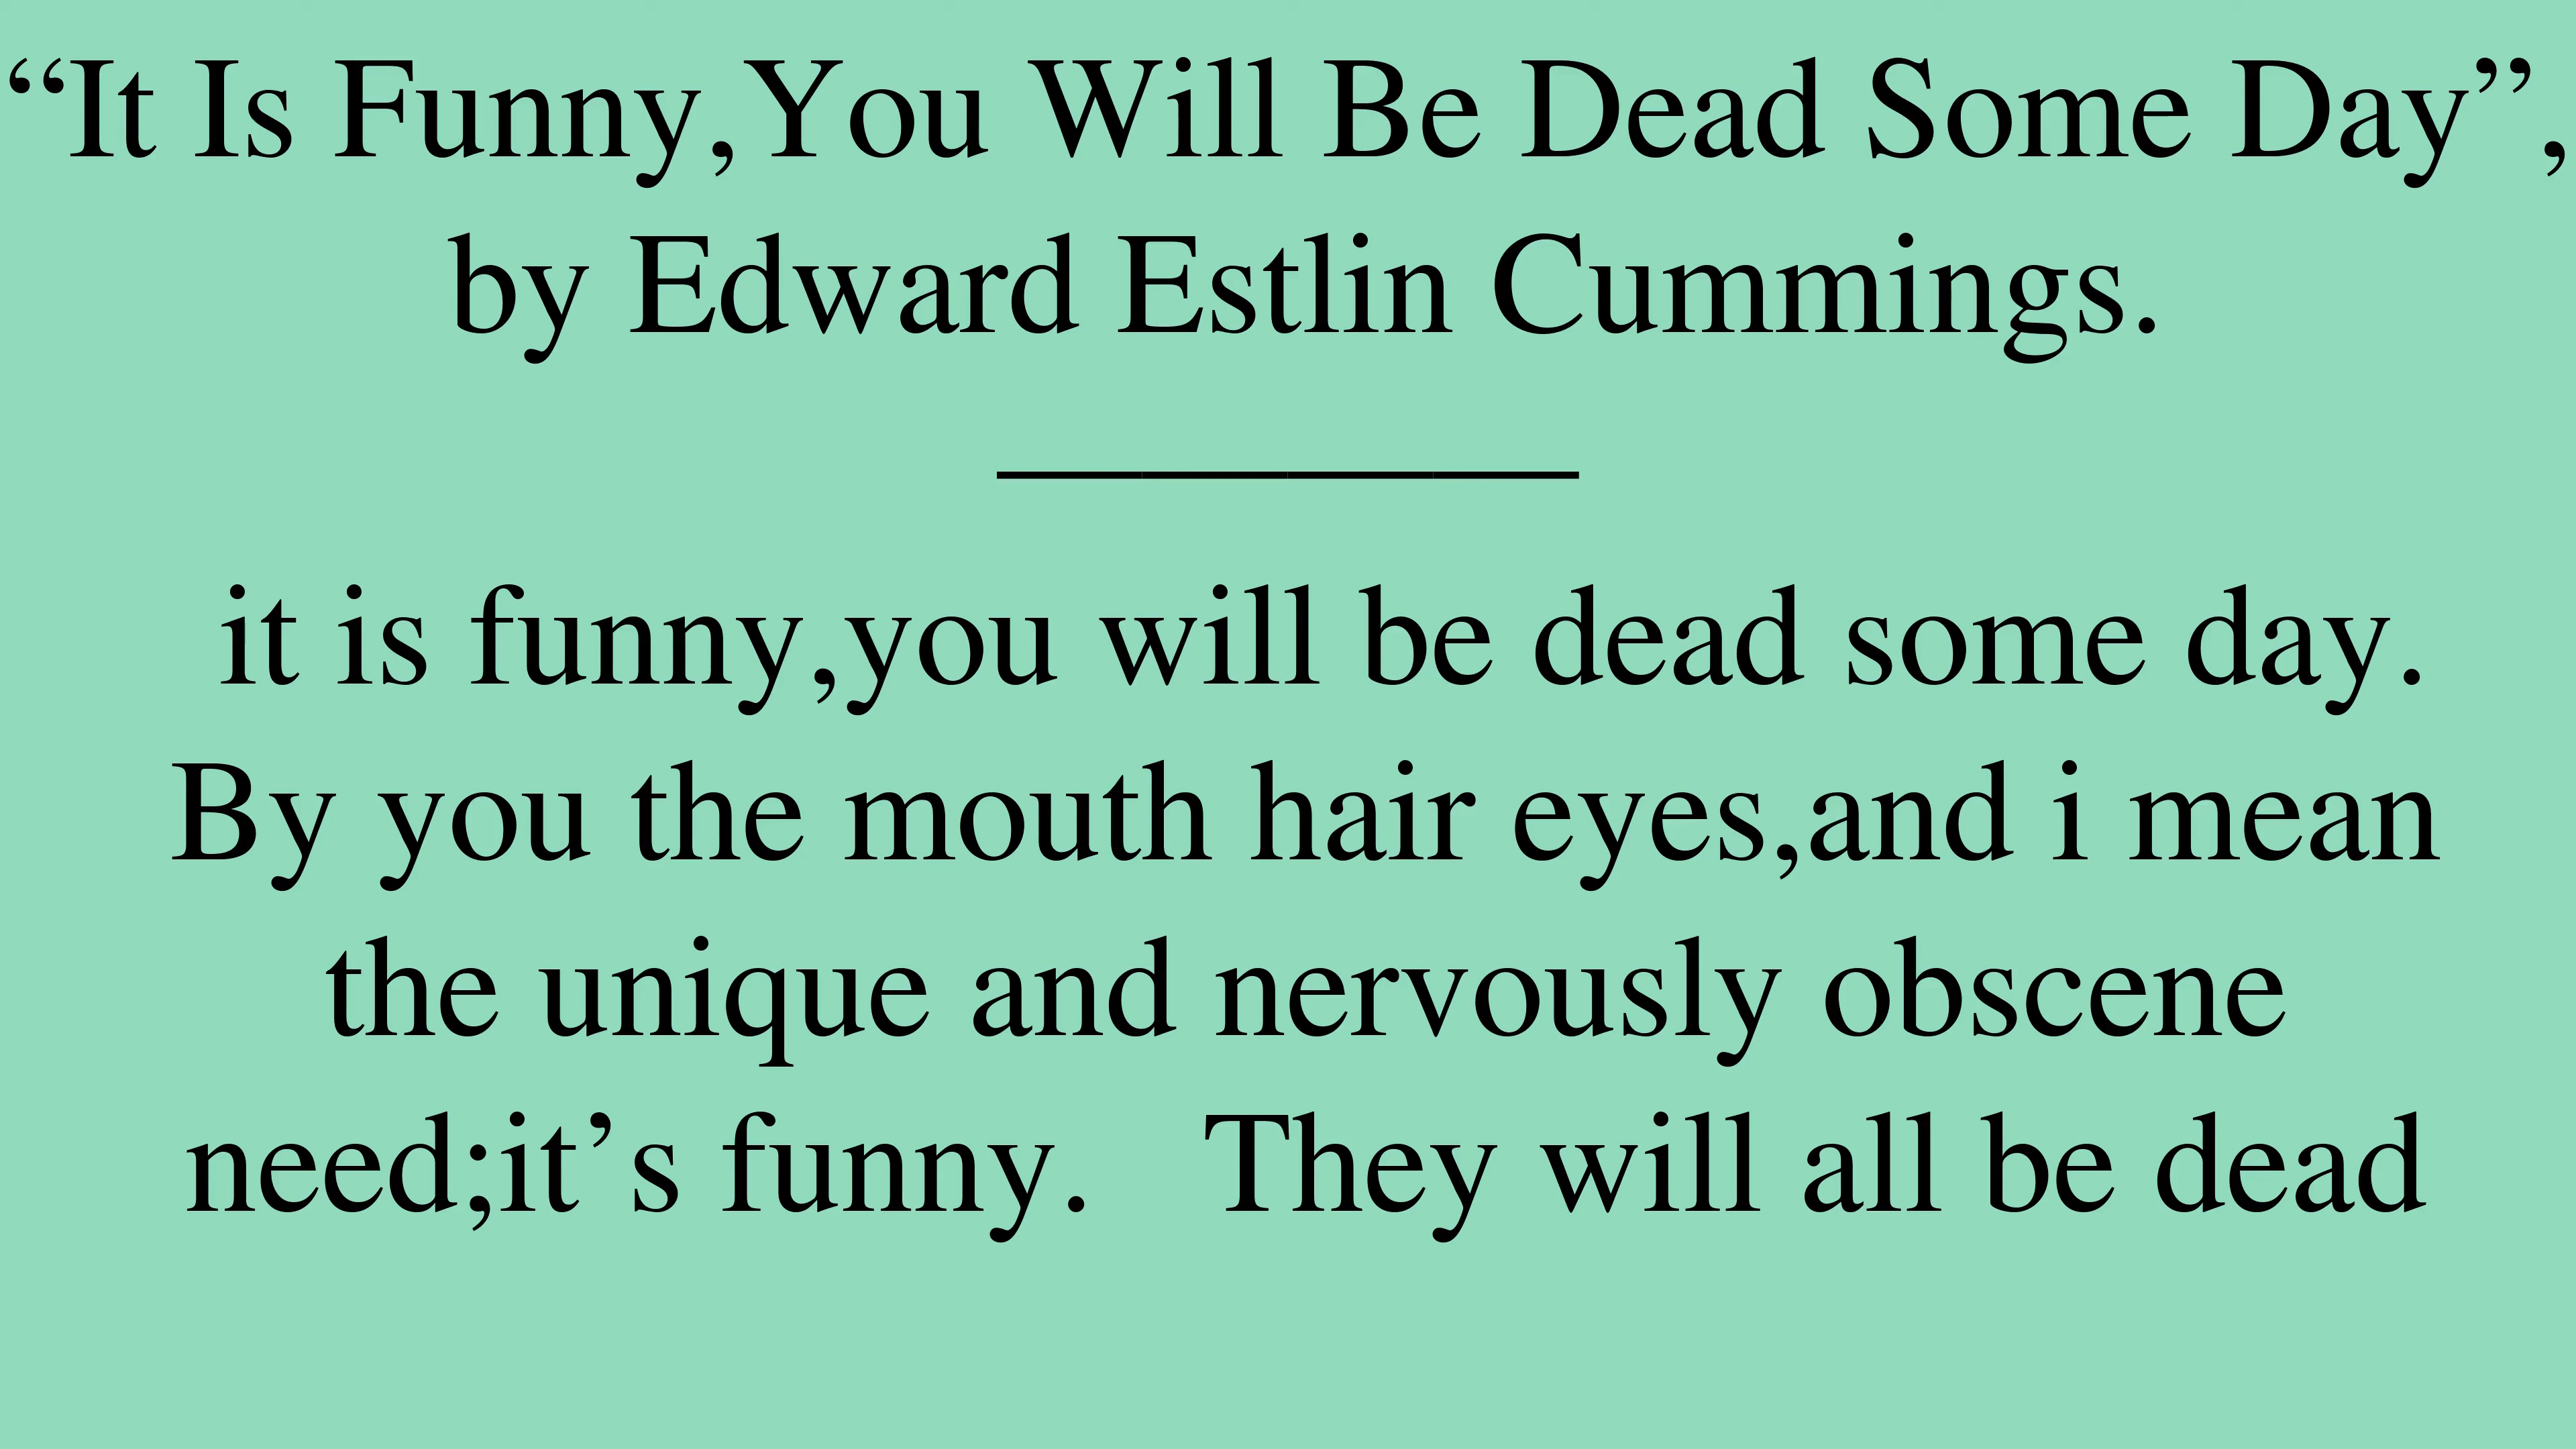 “It Is Funny,You Will Be Dead Some Day”,
by Edward Estlin Cummings.
it is funny,you will be dead some day.
By you the mouth hair eyes,and i mean
the unique and nervously obscene
need;it’s funny.   They will all be dead